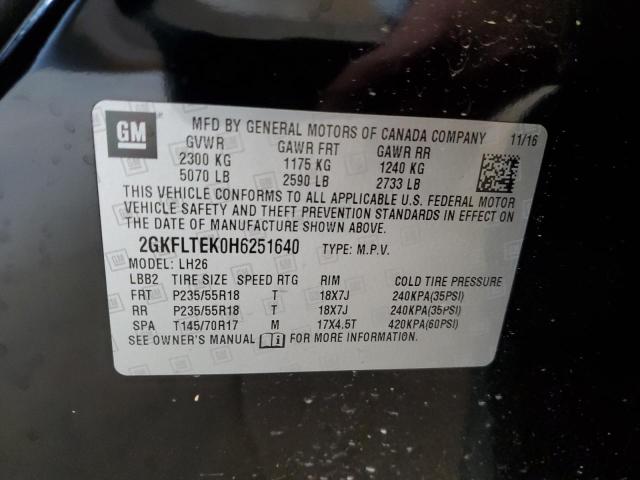 GM
MFD BY GENERAL MOTORS OF CANADA COMPANY 11/16
GVWR GAWR FRT GAWR RR
2300 KG 1175 KG 1240 KG
5070 LB 2590 LB 2733 LB
THIS VEHICLE CONFORMS TO ALL APPLICABLE U.S. FEDERAL MOTOR
VEHICLE SAFETY AND THEFT PREVENTION STANDARDS IN EFFECT ON
THE DATE OF MANUFACTURE SHOWN ABOVE.
2GKFLTEK0H6251640 TYPE: M.P.V.
MODEL: LH26
LBB2 TIRE SIZE SPEED RTG RIM COLD TIRE PRESSURE
FRT P235/55R18 T 18X7J 240KPA(35PSI)
RR P235/55R18 T 18X7J 240KPA(35PSI)
SPA T145/70R17 M 17X4.5T 420KPA(60PSI)
SEE OWNER'S MANUAL FOR MORE INFORMATION.